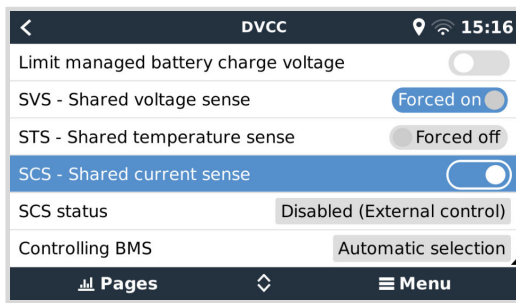 DVCC 15:16
Limit managed battery charge voltage
SVS - Shared voltage sense Forced on
STS - Shared temperature sense Forced off
SCS - Shared current sense
SCS status Disabled (External control)
Controlling BMS Automatic selection
Pages Menu